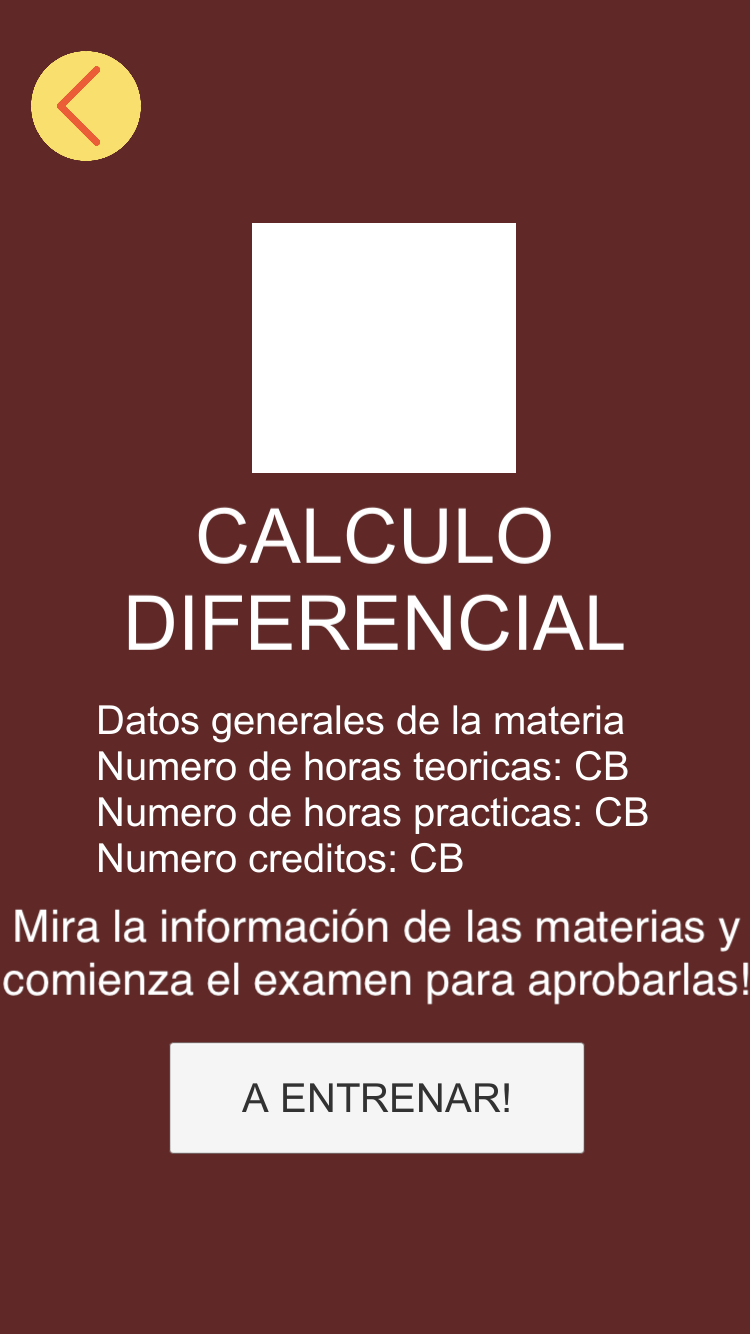 CALCULO
DIFERENCIAL
Datos generales de la materia
Numero de horas teoricas: CB
Numero de horas practicas: CB
Numero creditos: CB
Mira la información de las materias y
comienza el examen para aprobarlas!
A ENTRENAR!